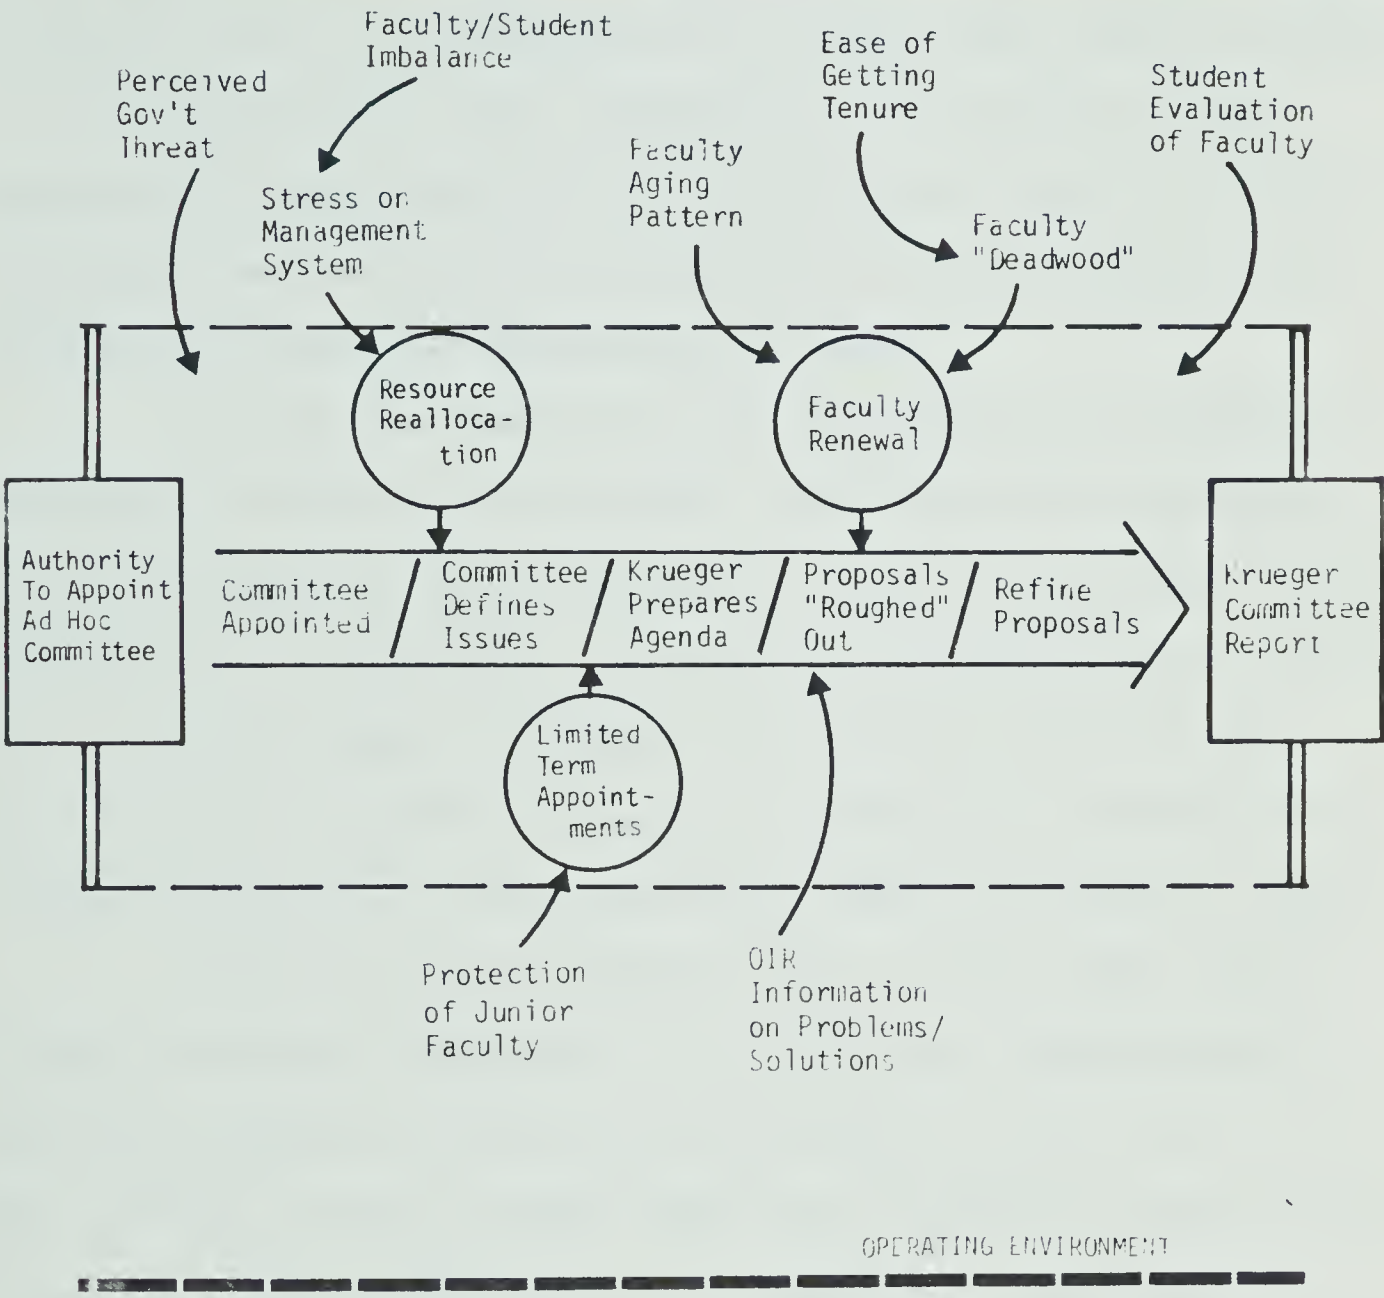 Faculty/Student
Imbalance
Perceived
Gov't
Threat
Stress on
Management
System
Faculty
Aging
Pattern
Ease of
Getting
Tenure
Faculty
"Deadwood"
Student
Evaluation
of Faculty
Resource
Realloca-
tion
Faculty
Renewal
Authority
To Appoint
Ad Hoc
Committee
Committee
Appointed
Committee
Defines
Issues
Krueger
Prepares
Agenda
Proposals
"Roughed"
Out
Refine
Proposals
Krueger
Committee
Report
Limited
Term
Appoint-
ments
Protection
of Junior
Faculty
OIR
Information
on Problems/
Solutions
OPERATING ENVIRONMENT